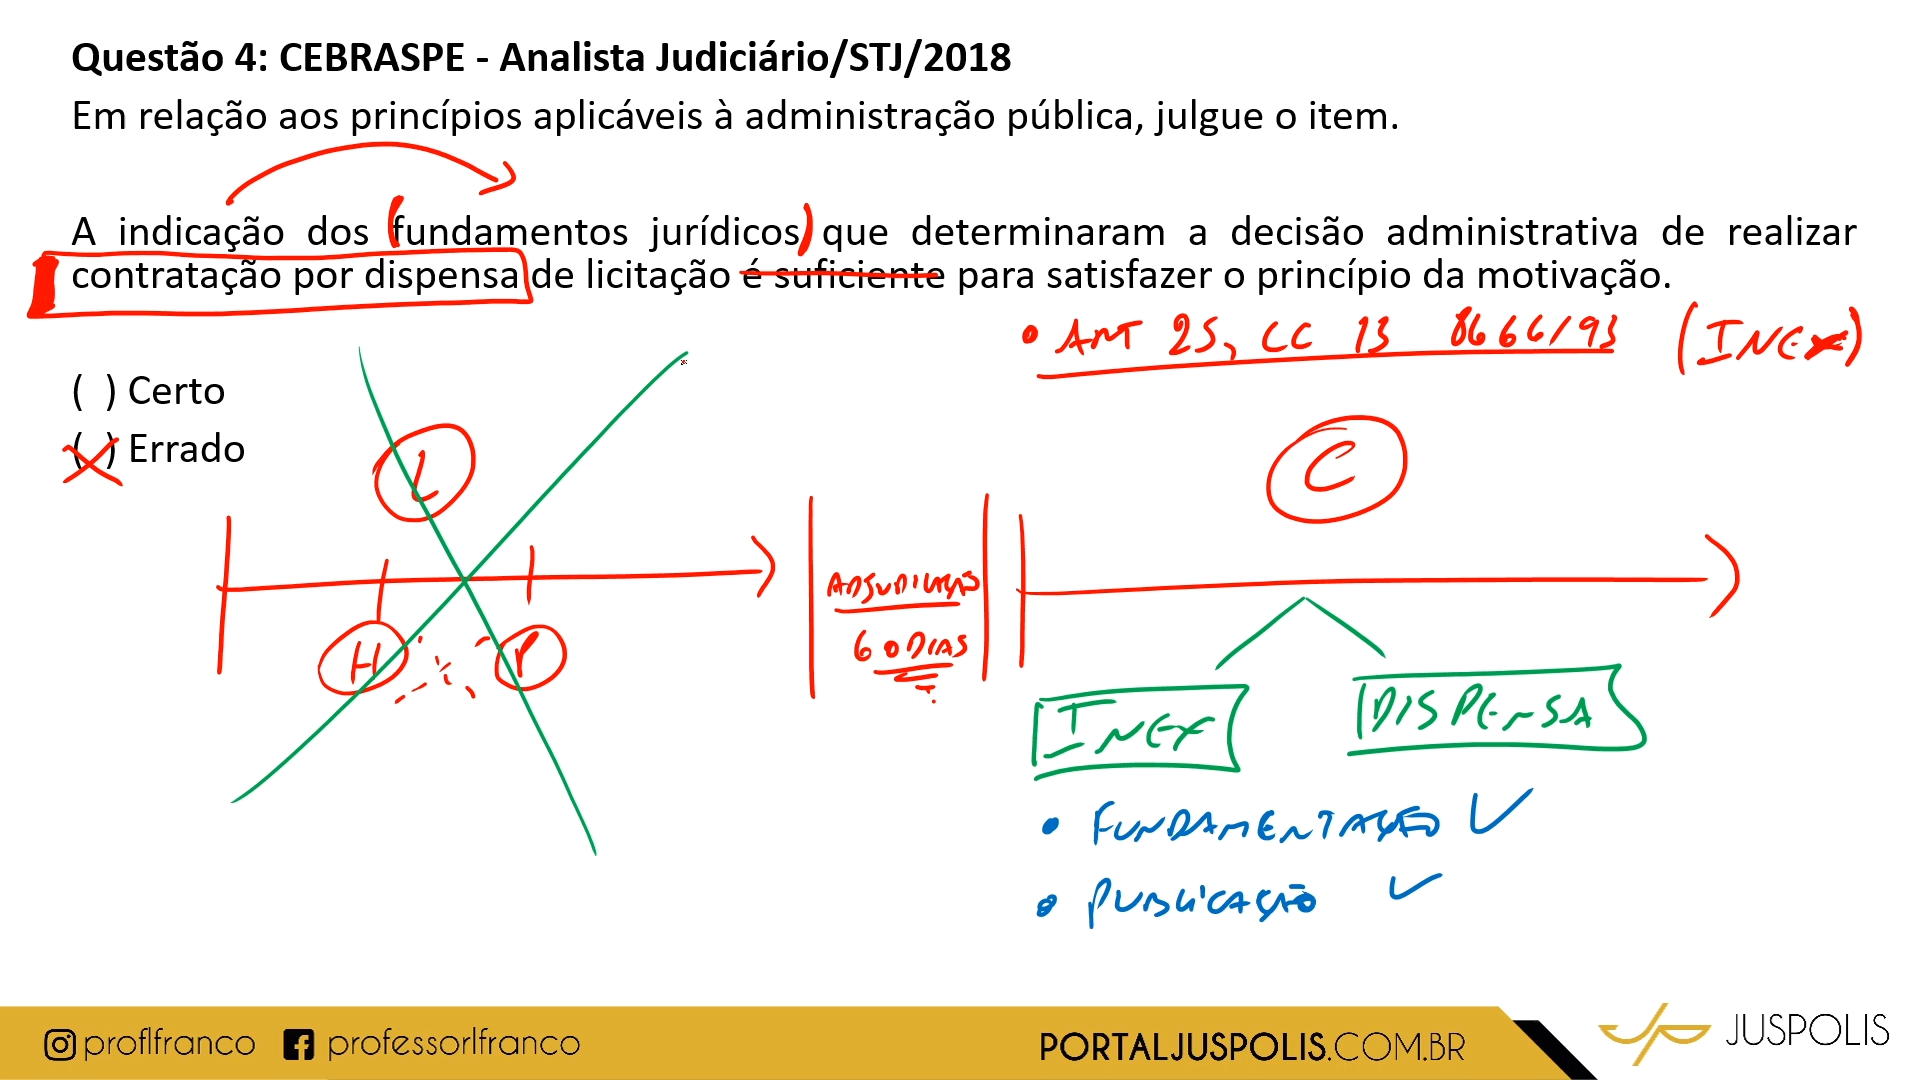 Questão 4: CEBRASPE - Analista Judiciário/STJ/2018
Em relação aos princípios aplicáveis à administração pública, julgue o item.
A indicação dos fundamentos jurídicos que determinaram a decisão administrativa de realizar
contratação por dispensa de licitação é suficiente para satisfazer o princípio da motivação.
• ART 25, CC 13 8666/93 (INEX)
( ) Certo
( ) Errado
L
C
ADJUDICAÇÃO
60 DIAS
H
P
INEX
DISPENSA
• FUNDAMENTAÇÃO ✓
• PUBLICAÇÃO ✓
proflfranco
professorlfranco
PORTALJUSPOLIS.COM.BR
JUSPOLIS